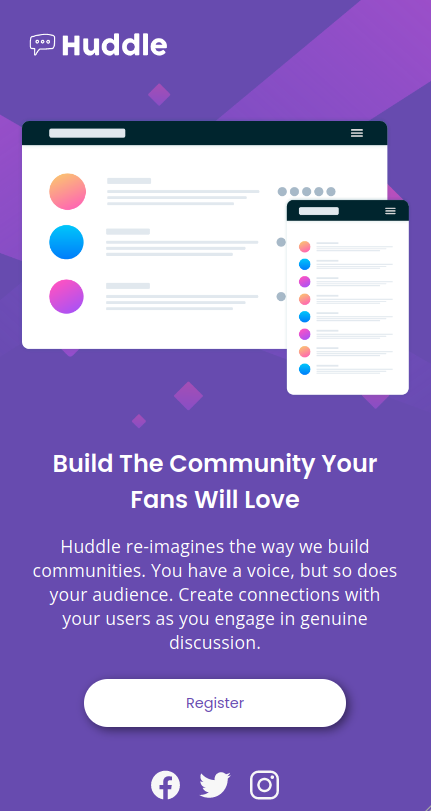 Huddle
Build The Community Your
Fans Will Love
Huddle re-imagines the way we build
communities. You have a voice, but so does
your audience. Create connections with
your users as you engage in genuine
discussion.
Register